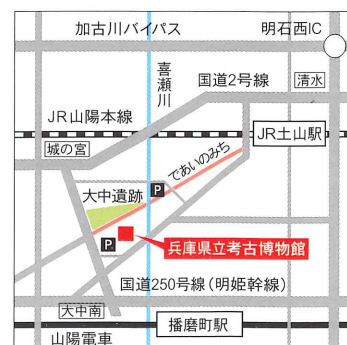 加古川バイパス
明石西IC
喜瀬川
国道2号線
清水
JR山陽本線
JR土山駅
城の宮
であいのみち
大中遺跡
P
P
兵庫県立考古博物館
国道250号線(明姫幹線)
大中南
播磨町駅
山陽電車